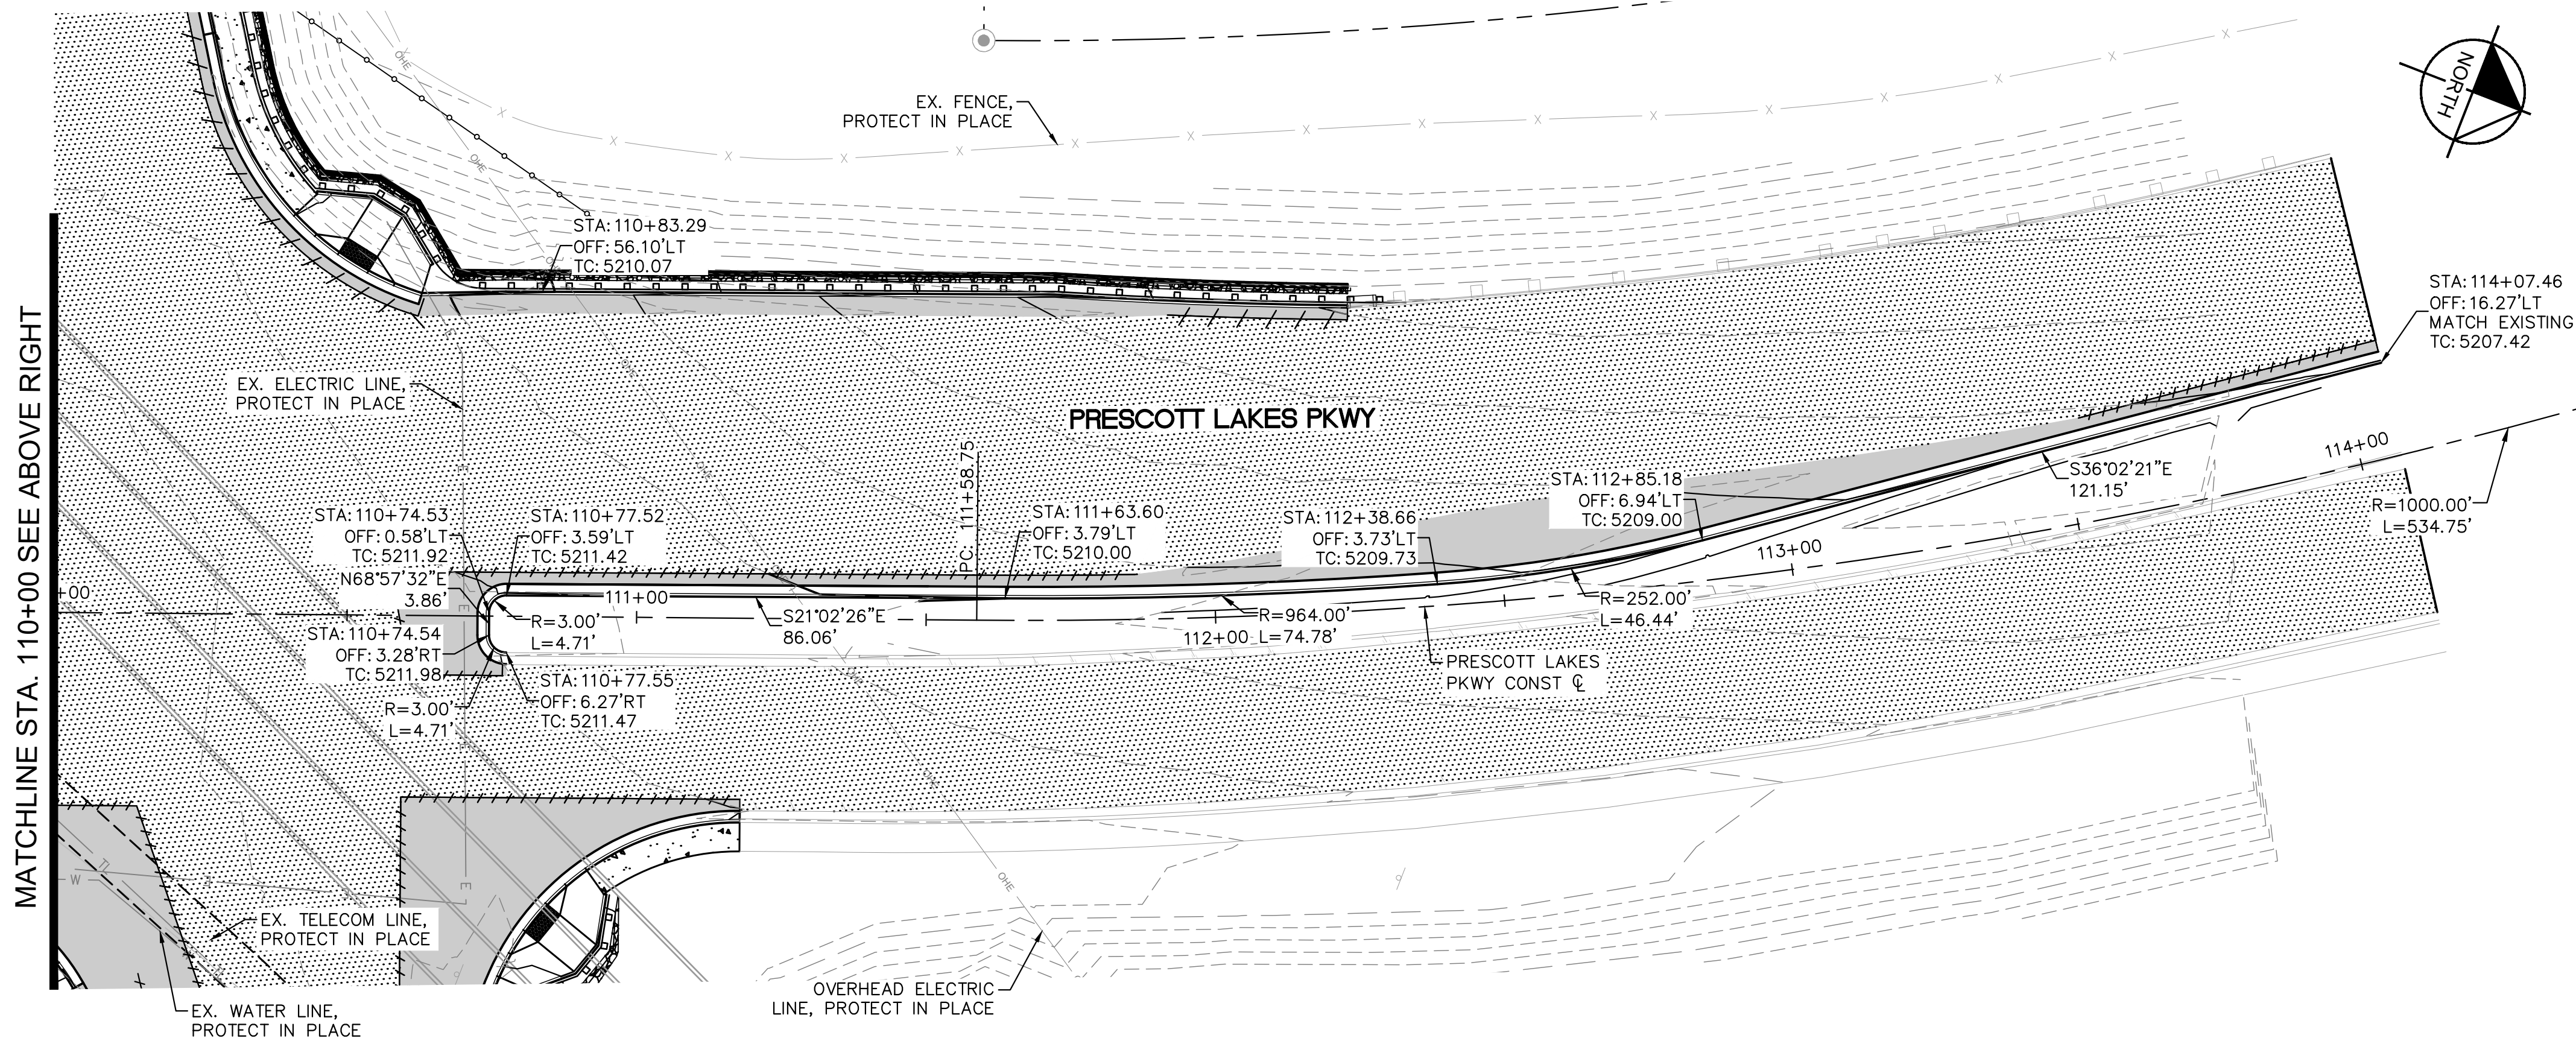 NORTH
EX. FENCE,
PROTECT IN PLACE
OHE
OHE
STA: 110+83.29
OFF: 56.10'LT
TC: 5210.07
MATCHLINE STA. 110+00 SEE ABOVE RIGHT
EX. ELECTRIC LINE,
PROTECT IN PLACE
PRESCOTT LAKES PKWY
STA: 114+07.46
OFF: 16.27'LT
MATCH EXISTING
TC: 5207.42
114+00
R=1000.00'
L=534.75'
S36°02'21"E
121.15'
STA: 112+85.18
OFF: 6.94'LT
TC: 5209.00
STA: 112+38.66
OFF: 3.73'LT
TC: 5209.73
113+00
PC: 111+58.75
STA: 111+63.60
OFF: 3.79'LT
TC: 5210.00
STA: 110+74.53
OFF: 0.58'LT
TC: 5211.92
STA: 110+77.52
OFF: 3.59'LT
TC: 5211.42
N68°57'32"E
3.86'
+00
111+00
R=3.00'
L=4.71'
S21°02'26"E
86.06'
112+00
R=964.00'
L=74.78'
R=252.00'
L=46.44'
STA: 110+74.54
OFF: 3.28'RT
TC: 5211.98
STA: 110+77.55
OFF: 6.27'RT
TC: 5211.47
R=3.00'
L=4.71'
PRESCOTT LAKES
PKWY CONST ℄
E
E
W
OHE
EX. TELECOM LINE,
PROTECT IN PLACE
EX. WATER LINE,
PROTECT IN PLACE
OVERHEAD ELECTRIC
LINE, PROTECT IN PLACE